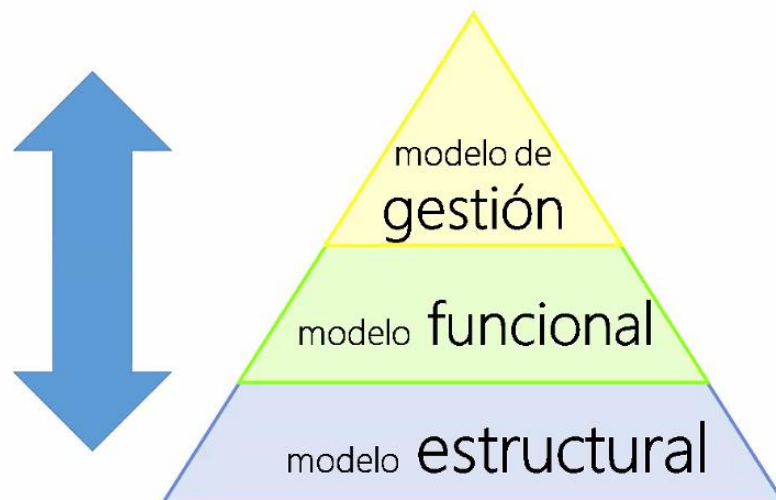 modelo de
gestión
modelo funcional
modelo estructural